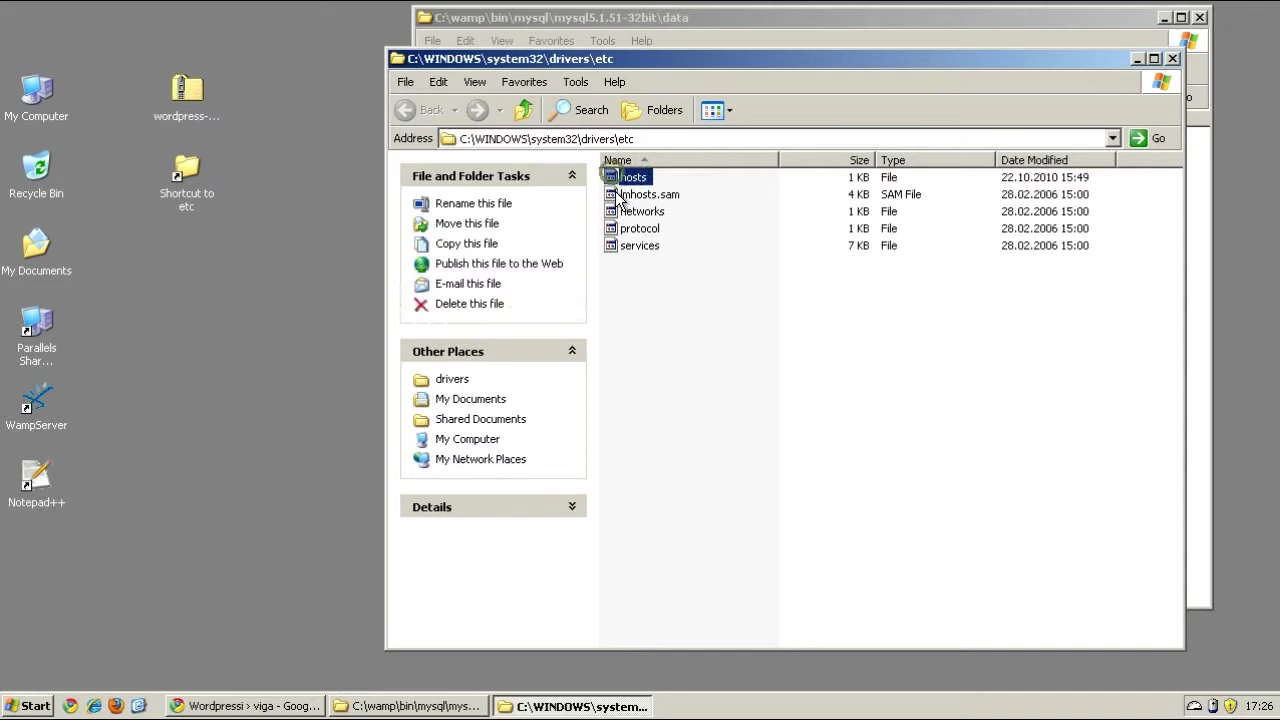 C:\wamp\bin\mysql\mysql5.1.51-32bit\data
File Edit View Favorites Tools Help
C:\WINDOWS\system32\drivers\etc
File Edit View Favorites Tools Help
Back Search Folders
Address C:\WINDOWS\system32\drivers\etc Go
Name Size Type Date Modified
hosts 1 KB File 22.10.2010 15:49
lmhosts.sam 4 KB SAM File 28.02.2006 15:00
networks 1 KB File 28.02.2006 15:00
protocol 1 KB File 28.02.2006 15:00
services 7 KB File 28.02.2006 15:00
File and Folder Tasks
Rename this file
Move this file
Copy this file
Publish this file to the Web
E-mail this file
Delete this file
Other Places
drivers
My Documents
Shared Documents
My Computer
My Network Places
Details
My Computer
wordpress-...
Recycle Bin
Shortcut to
etc
My Documents
Parallels
Shar...
WampServer
Notepad++
Start Wordpressi › viga - Goog... C:\wamp\bin\mysql\mys... C:\WINDOWS\system... 17:26